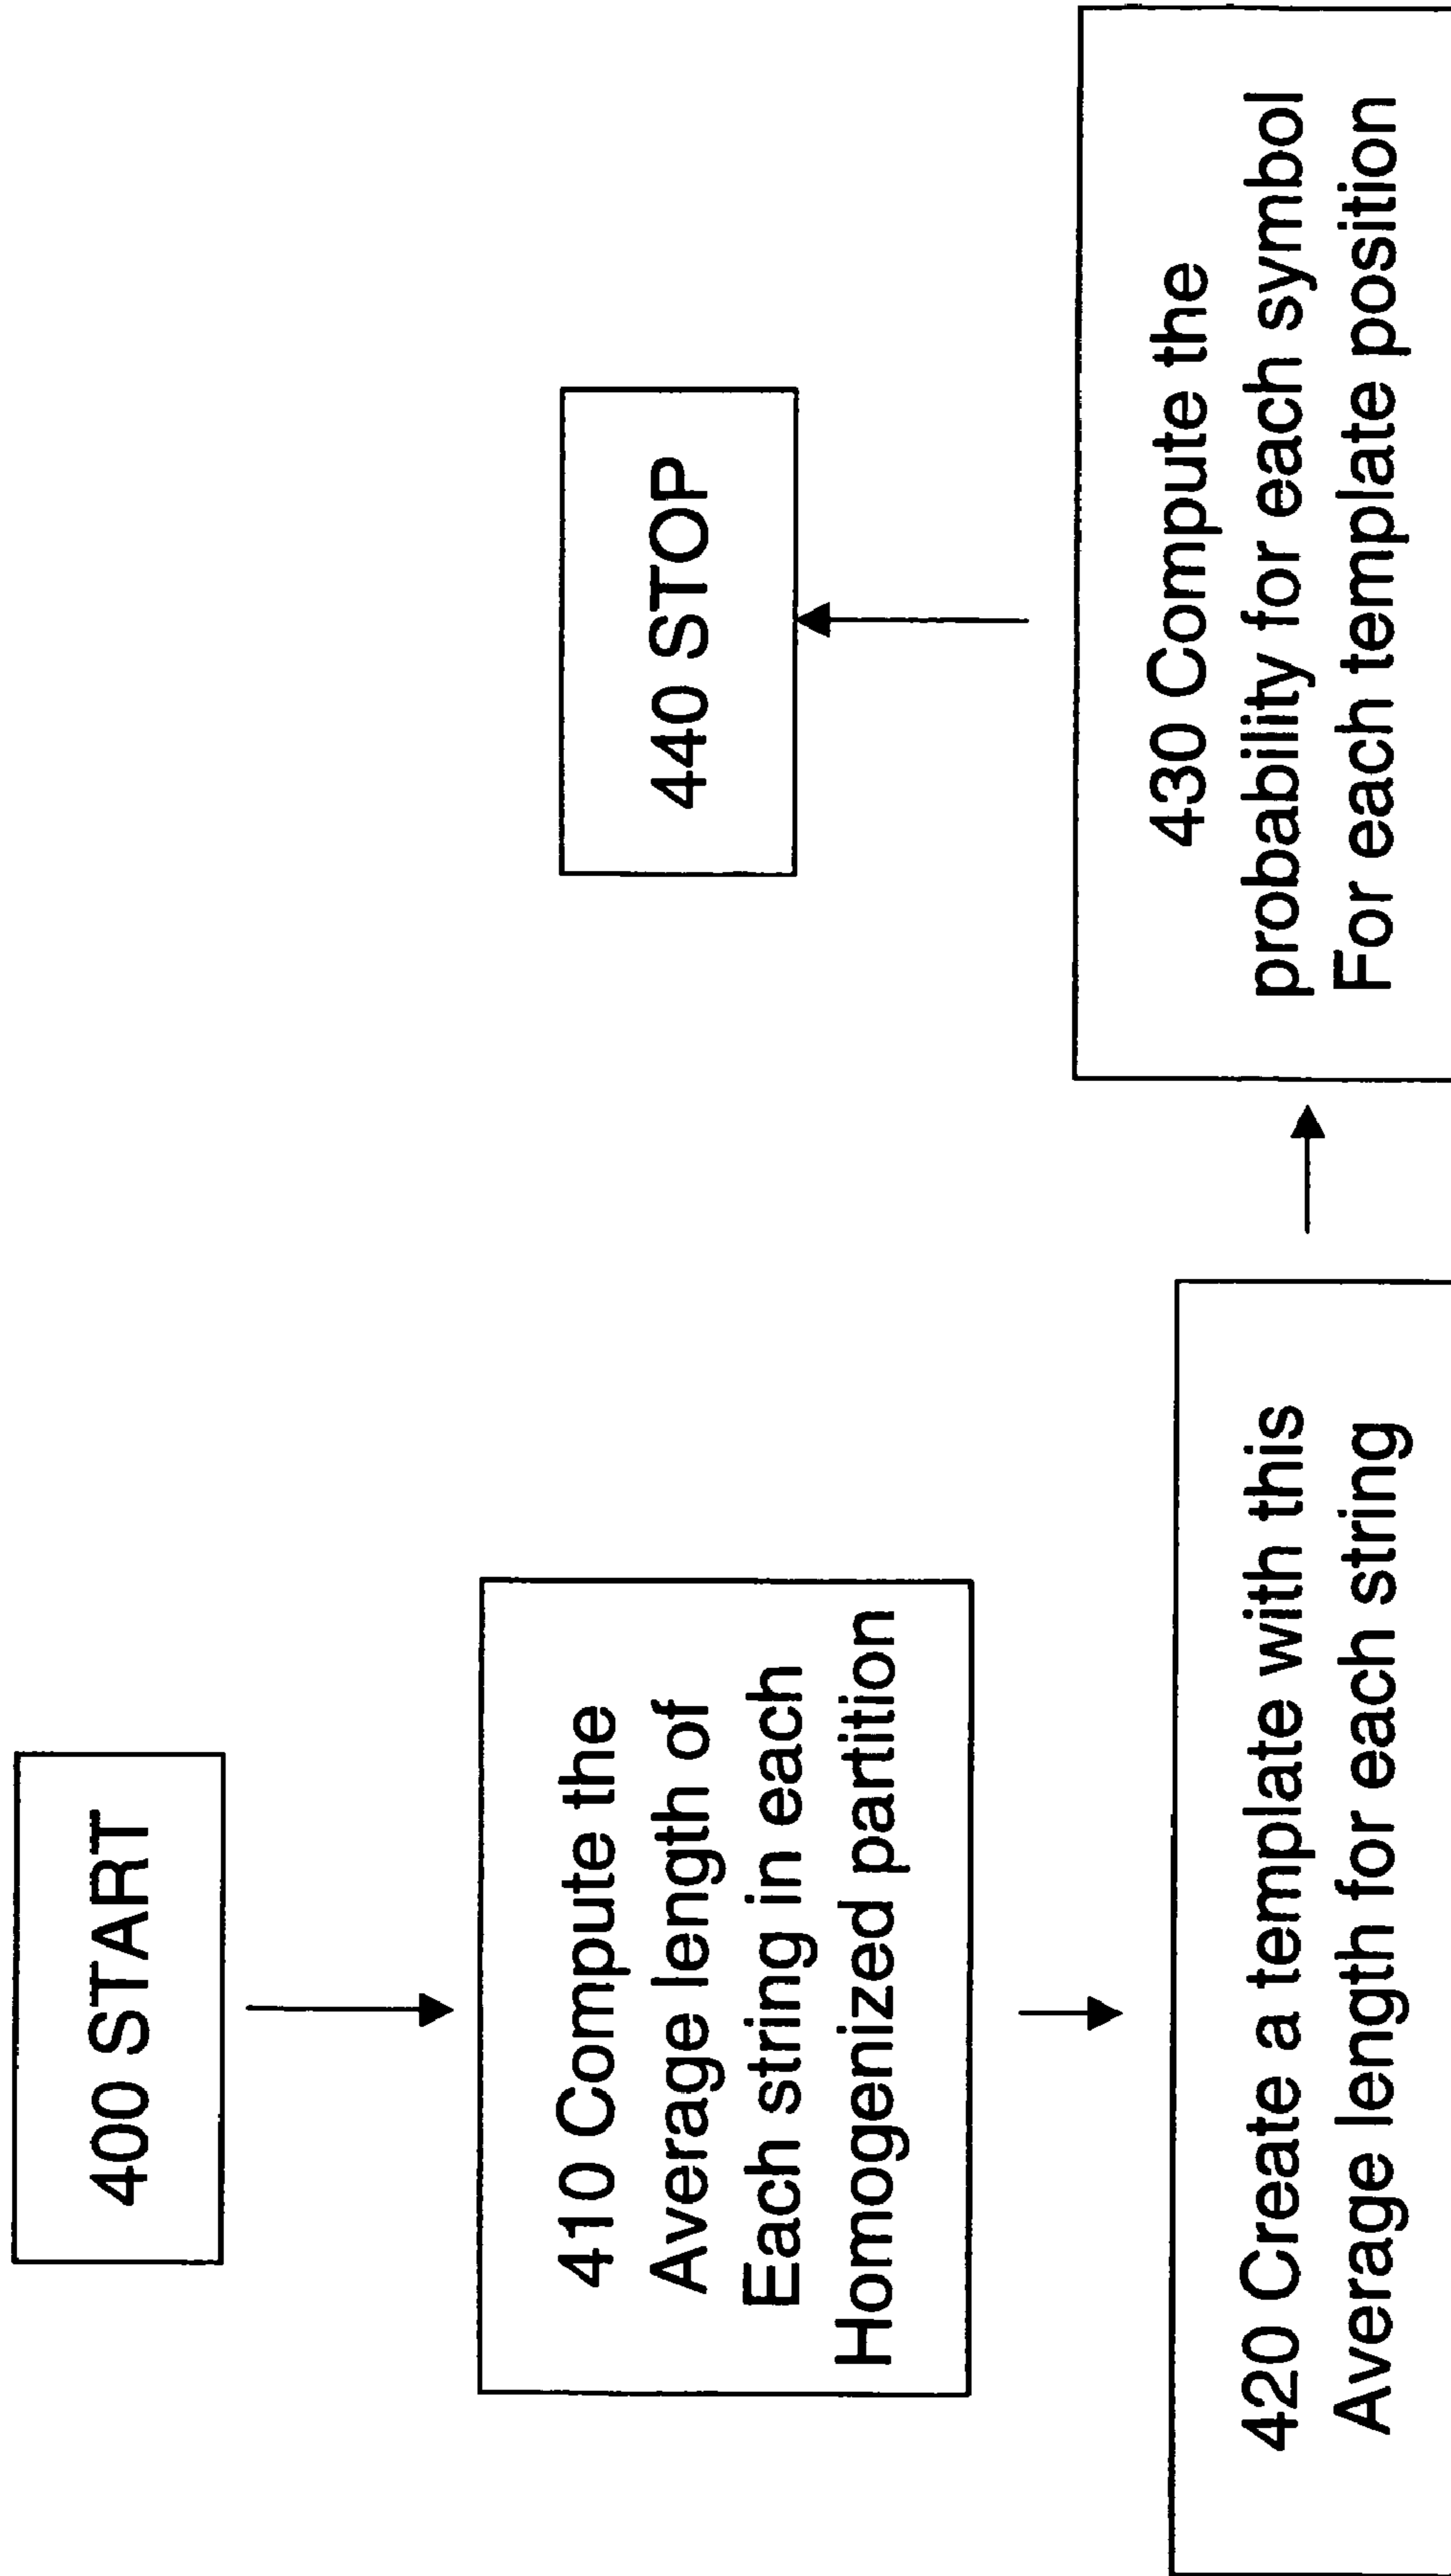 400 START
410 Compute the
Average length of
Each string in each
Homogenized partition
420 Create a template with this
Average length for each string
430 Compute the
probability for each symbol
For each template position
440 STOP